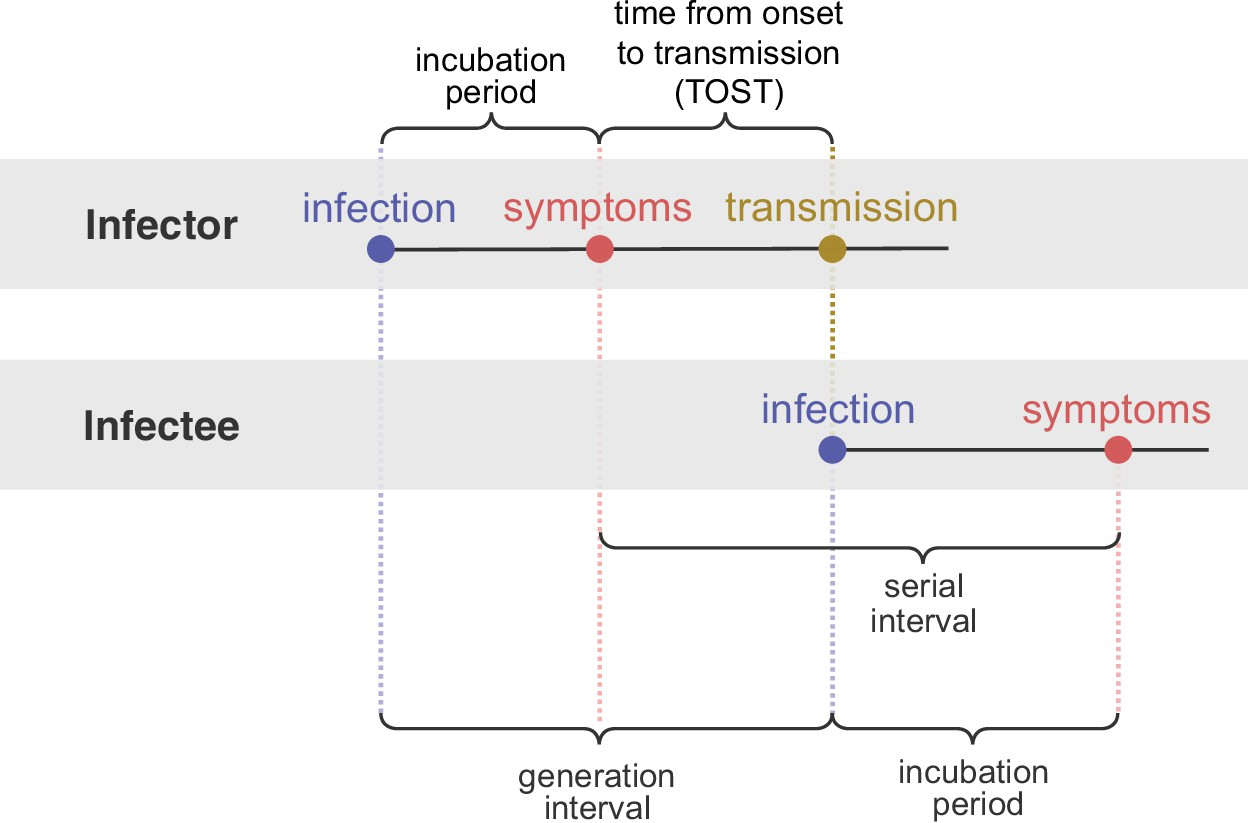 time from onset
to transmission
(TOST)
incubation
period
Infector
infection
symptoms
transmission
Infectee
infection
symptoms
serial
interval
generation
interval
incubation
period